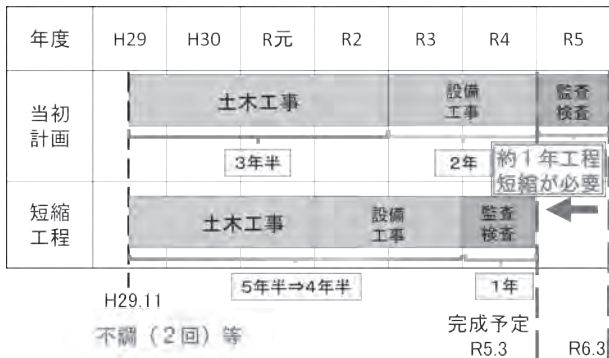 年度 H29 H30 R元 R2 R3 R4 R5
当初
計画
土木工事
設備
工事
監査
検査
3年半
2年
約1年工程
短縮が必要
短縮
工程
土木工事
設備
工事
監査
検査
5年半⇒4年半
1年
H29.11
不調（2回）等
完成予定
R5.3
R6.3